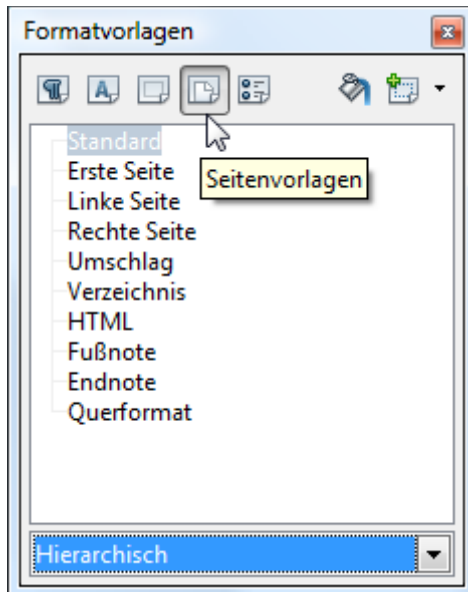 Formatvorlagen
Standard
Erste Seite
Seitenvorlagen
Linke Seite
Rechte Seite
Umschlag
Verzeichnis
HTML
Fußnote
Endnote
Querformat
Hierarchisch